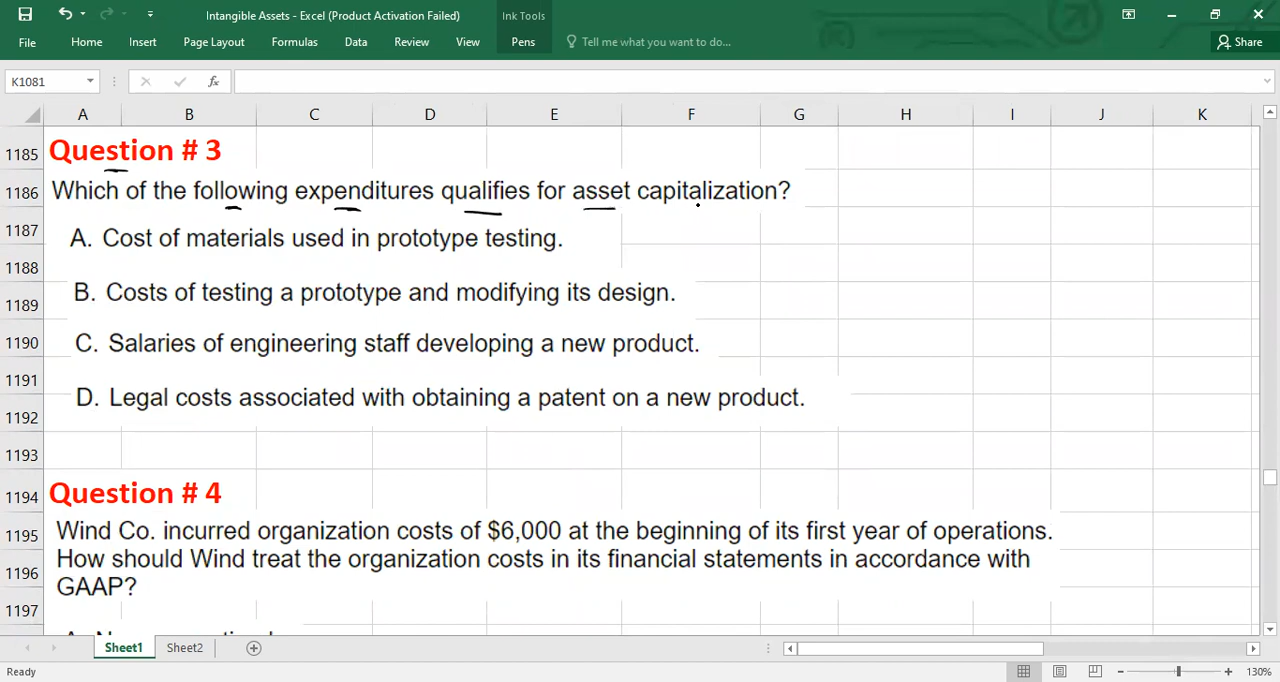 Intangible Assets - Excel (Product Activation Failed)
Ink Tools
File Home Insert Page Layout Formulas Data Review View Pens Tell me what you want to do... Share
K1081 fx
A B C D E F G H I J K
1185 Question # 3
1186 Which of the following expenditures qualifies for asset capitalization?
1187 A. Cost of materials used in prototype testing.
1188
1189 B. Costs of testing a prototype and modifying its design.
1190 C. Salaries of engineering staff developing a new product.
1191
1192 D. Legal costs associated with obtaining a patent on a new product.
1193
1194 Question # 4
1195 Wind Co. incurred organization costs of $6,000 at the beginning of its first year of operations.
1196 How should Wind treat the organization costs in its financial statements in accordance with
GAAP?
1197
Sheet1 Sheet2
Ready 130%